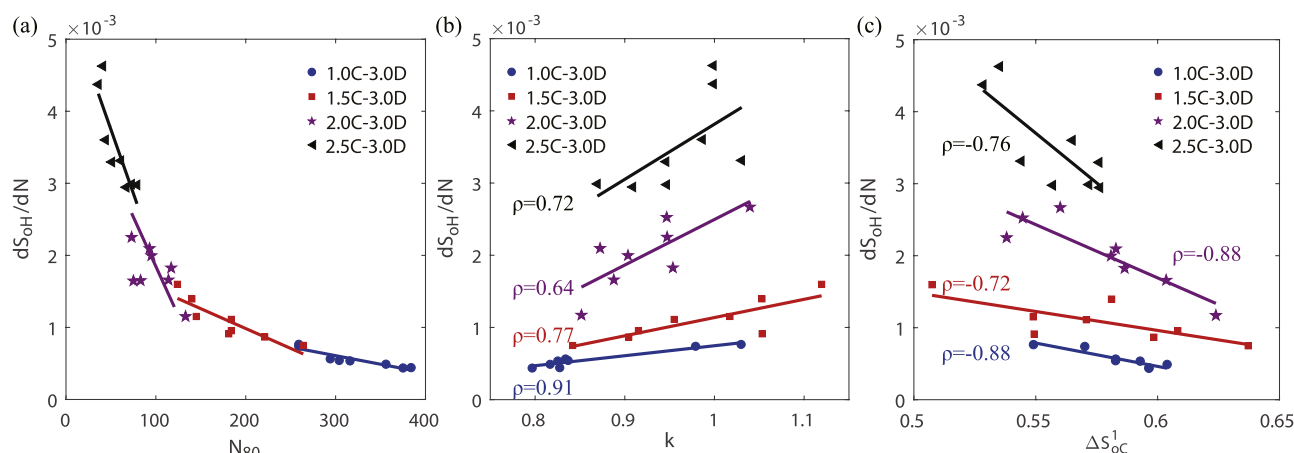 (a)
×10⁻³
5
4
3
2
1
0
dSoH/dN
0 100 200 300 400
1.0C-3.0D
1.5C-3.0D
2.0C-3.0D
2.5C-3.0D
(b)
×10⁻³
5
4
3
2
1
0
dSoH/dN
0.8 0.9 1 1.1
k
1.0C-3.0D
1.5C-3.0D
2.0C-3.0D
2.5C-3.0D
ρ=0.72
ρ=0.64
ρ=0.77
ρ=0.91
(c)
×10⁻³
5
4
3
2
1
0
dSoH/dN
0.5 0.55 0.6 0.65
ΔS¹oC
1.0C-3.0D
1.5C-3.0D
2.0C-3.0D
2.5C-3.0D
ρ=-0.76
ρ=-0.88
ρ=-0.72
ρ=-0.88